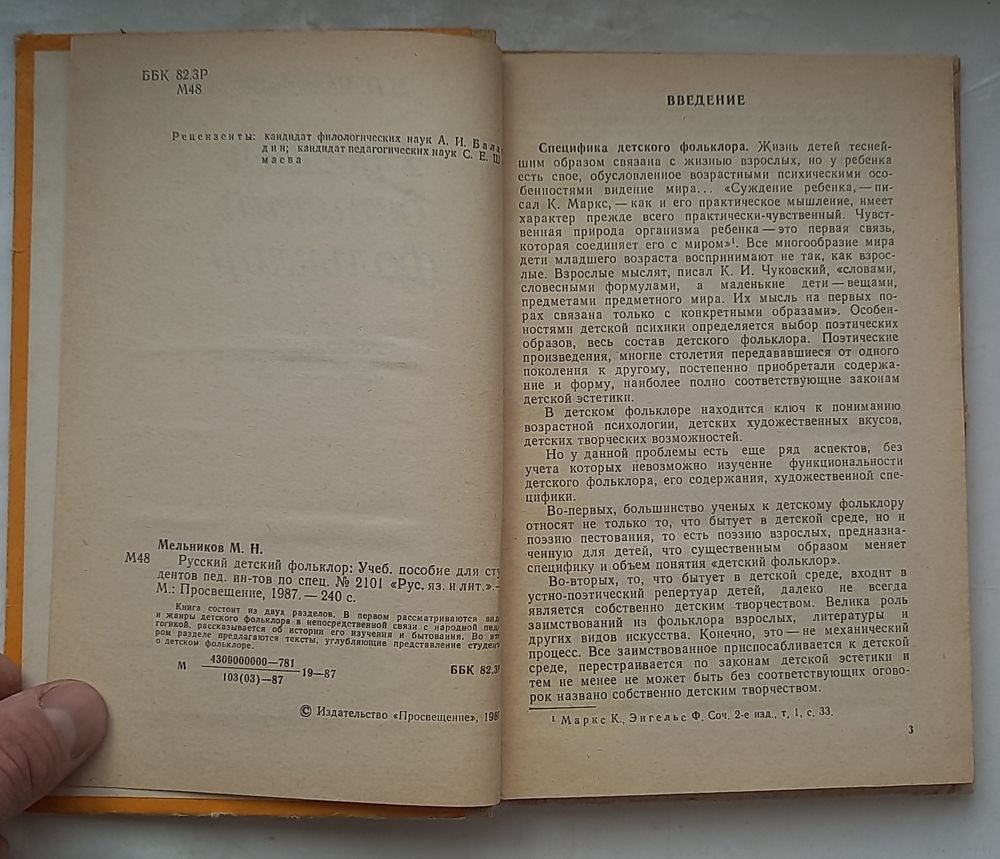 ББК 82.3Р
М48
Рецензенты: кандидат филологических наук А. И. Бала
дин; кандидат педагогических наук С. Е. Ш
маева
Мельников М. Н.
М48
Русский детский фольклор: Учеб. пособие для сту
дентов пед. ин-тов по спец. № 2101 «Рус. яз. и лит.».—
М.: Просвещение, 1987.— 240 с.
Книга состоит из двух разделов. В первом рассматриваются вид
и жанры детского фольклора в непосредственной связи с народной педа
гогикой, рассказывается об истории его изучения и бытования. Во вто
ром разделе предлагаются тексты, углубляющие представление студент
о детском фольклоре.
М 4309000000—781
103(03)—87 19—87
ББК 82.3Р
© Издательство «Просвещение», 198
ВВЕДЕНИЕ
Специфика детского фольклора. Жизнь детей тесней-
шим образом связана с жизнью взрослых, но у ребенка
есть свое, обусловленное возрастными психическими осо-
бенностями видение мира... «Суждение ребенка,— пи-
сал К. Маркс,— как и его практическое мышление, имеет
характер прежде всего практически-чувственный. Чувст-
венная природа организма ребенка — это первая связь,
которая соединяет его с миром»¹. Все многообразие мира
дети младшего возраста воспринимают не так, как взрос-
лые. Взрослые мыслят, писал К. И. Чуковский, «словами,
словесными формулами, а маленькие дети — вещами,
предметами предметного мира. Их мысль на первых по-
рах связана только с конкретными образами». Особен-
ностями детской психики определяется выбор поэтических
образов, весь состав детского фольклора. Поэтические
произведения, многие столетия передававшиеся от одного
поколения к другому, постепенно приобретали содержа-
ние и форму, наиболее полно соответствующие законам
детской эстетики.
В детском фольклоре находится ключ к пониманию
возрастной психологии, детских художественных вкусов,
детских творческих возможностей.
Но у данной проблемы есть еще ряд аспектов, без
учета которых невозможно изучение функциональности
детского фольклора, его содержания, художественной спе-
цифики.
Во-первых, большинство ученых к детскому фольклору
относят не только то, что бытует в детской среде, но и
поэзию пестования, то есть поэзию взрослых, предназна-
ченную для детей, что существенным образом меняет
специфику и объем понятия «детский фольклор».
Во-вторых, то, что бытует в детской среде, входит в
устно-поэтический репертуар детей, далеко не всегда
является собственно детским творчеством. Велика роль
заимствований из фольклора взрослых, литературы и
других видов искусства. Конечно, это — не механический
процесс. Все заимствованное приспосабливается к детской
среде, перестраивается по законам детской эстетики и
тем не менее не может быть без соответствующих огово-
рок названо собственно детским творчеством.
¹ Маркс К., Энгельс Ф. Соч. 2-е изд., т. 1, с. 33.
3